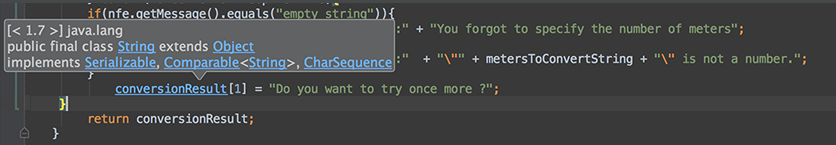 if(nfe.getMessage().equals("empty string")){
[< 1.7 >] java.lang
:" + "You forgot to specify the number of meters");
public final class String extends Object
implements Serializable, Comparable<String>, CharSequence
:" + "\"" + metersToConvertString + "\" is not a number.");
}
conversionResult[1] = "Do you want to try once more ?";
}
return conversionResult;
}